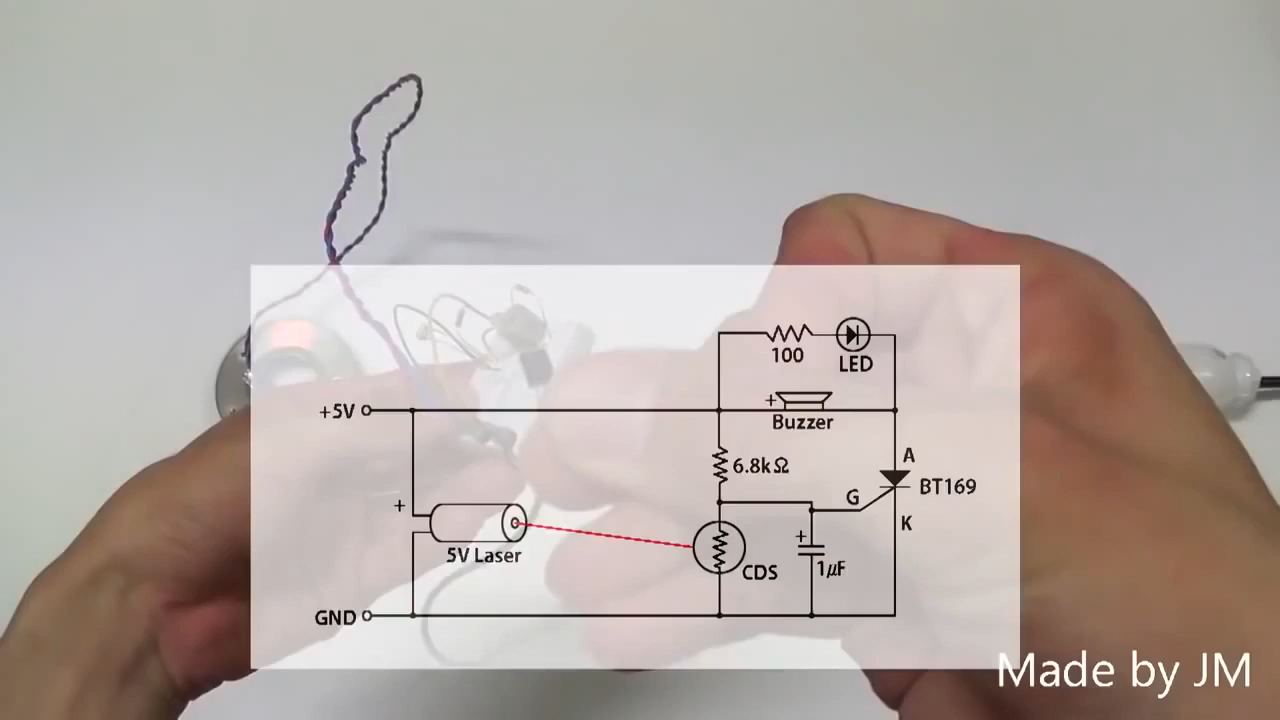 100
LED
+5V
+
Buzzer
6.8kΩ
A
BT169
G
K
+
5V Laser
+
CDS
1µF
GND
Made by JM